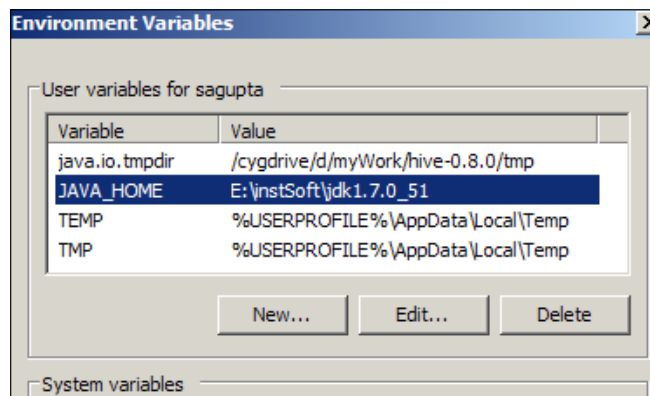 Environment Variables
User variables for sagupta
Variable Value
java.io.tmpdir /cygdrive/d/myWork/hive-0.8.0/tmp
JAVA_HOME E:\instSoft\jdk1.7.0_51
TEMP %USERPROFILE%\AppData\Local\Temp
TMP %USERPROFILE%\AppData\Local\Temp
New... Edit... Delete
System variables